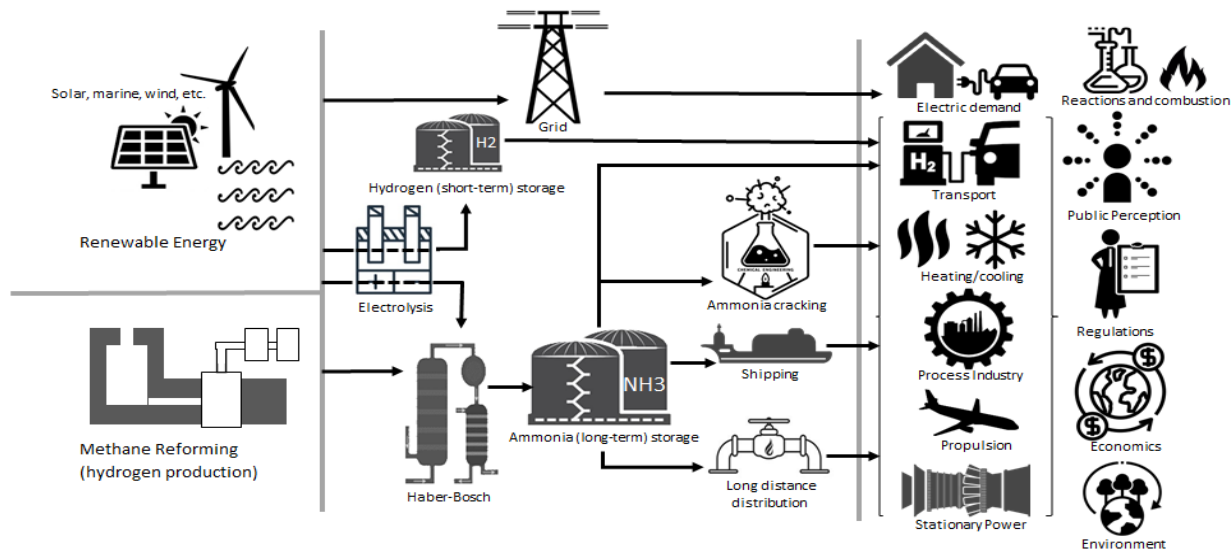 Solar, marine, wind, etc.
Renewable Energy
Methane Reforming
(hydrogen production)
Grid
H2
Hydrogen (short-term) storage
Electrolysis
Haber-Bosch
NH3
Ammonia (long-term) storage
CHEMICAL ENGINEERING
Ammonia cracking
Shipping
Long distance
distribution
Electric demand
H2
Transport
Heating/cooling
Process Industry
Propulsion
Stationary Power
Reactions and combustion
Public Perception
Regulations
$
$
Economics
Environment